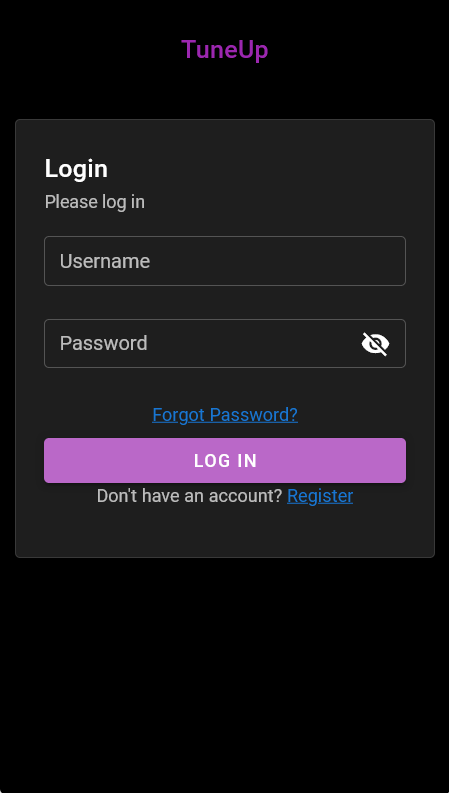 TuneUp
Login
Please log in
Username
Password
Forgot Password?
LOG IN
Don't have an account? Register